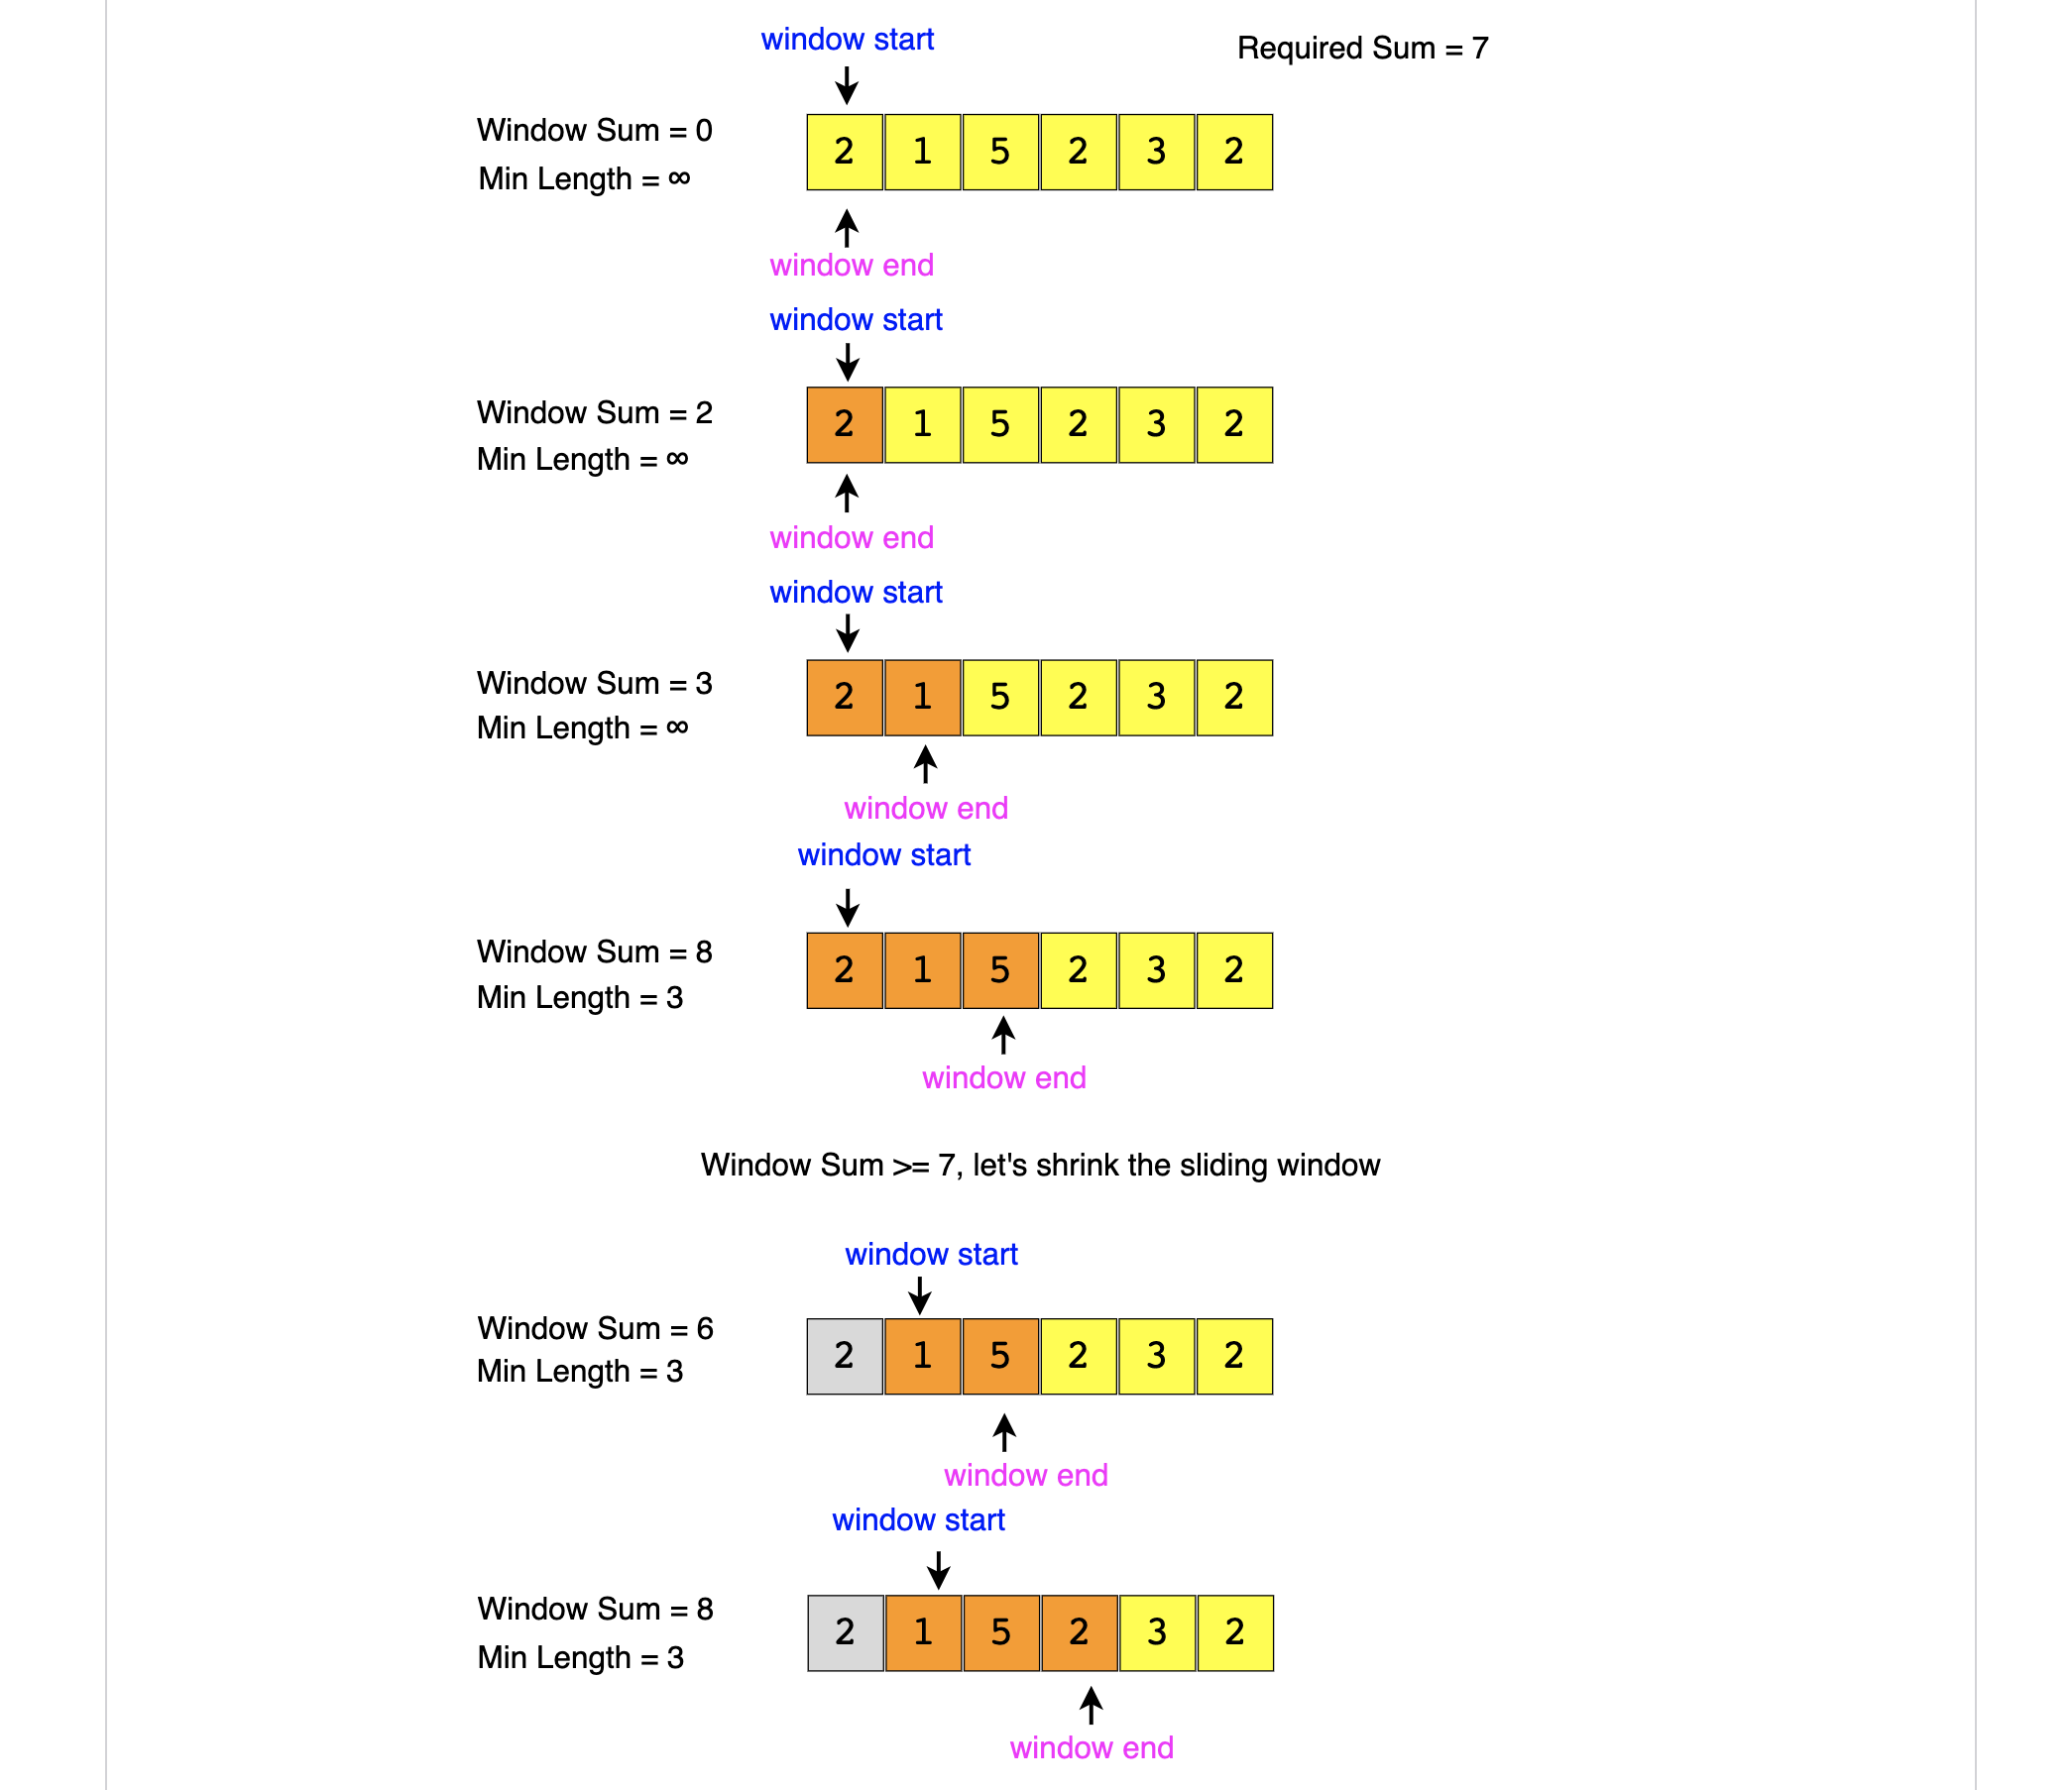 window start
Required Sum = 7
Window Sum = 0
Min Length = ∞
2 1 5 2 3 2
window end
window start
Window Sum = 2
Min Length = ∞
2 1 5 2 3 2
window end
window start
Window Sum = 3
Min Length = ∞
2 1 5 2 3 2
window end
window start
Window Sum = 8
Min Length = 3
2 1 5 2 3 2
window end
Window Sum >= 7, let's shrink the sliding window
window start
Window Sum = 6
Min Length = 3
2 1 5 2 3 2
window end
window start
Window Sum = 8
Min Length = 3
2 1 5 2 3 2
window end